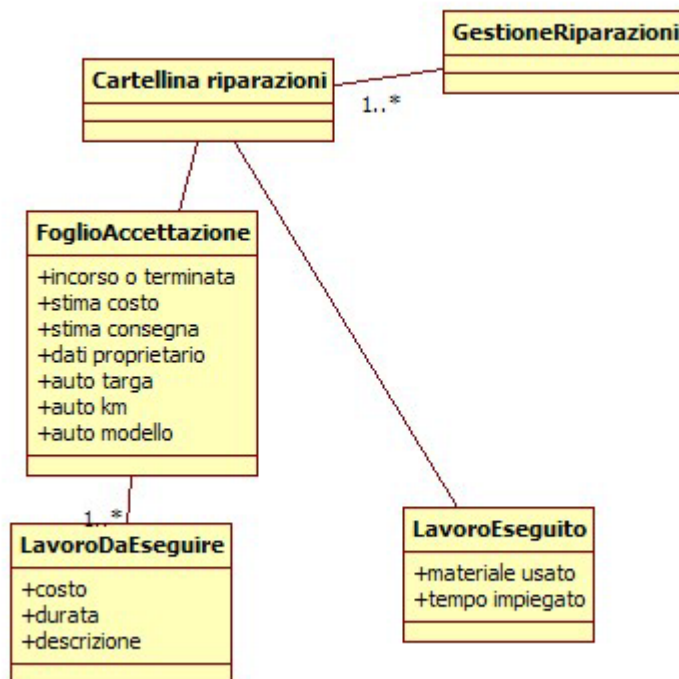 GestioneRiparazioni
Cartellina riparazioni
1..*
FoglioAccettazione
+incorso o terminata
+stima costo
+stima consegna
+dati proprietario
+auto targa
+auto km
+auto modello
1..*
LavoroDaEseguire
+costo
+durata
+descrizione
LavoroEseguito
+materiale usato
+tempo impiegato